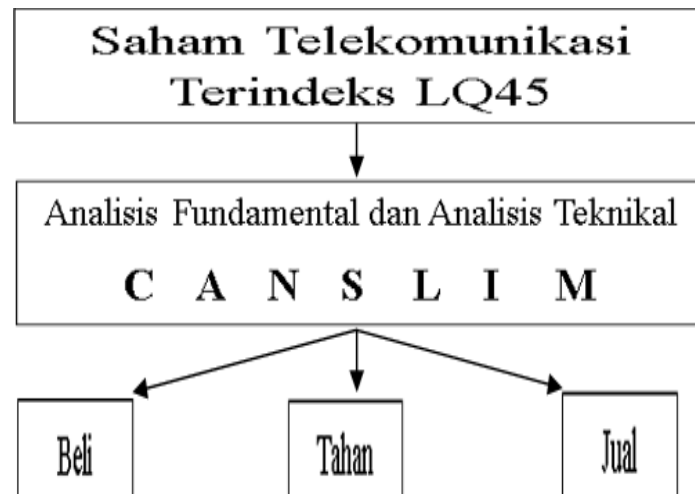 Saham Telekomunikasi
Terindeks LQ45
Analisis Fundamental dan Analisis Teknikal
C A N S L I M
Beli
Tahan
Jual